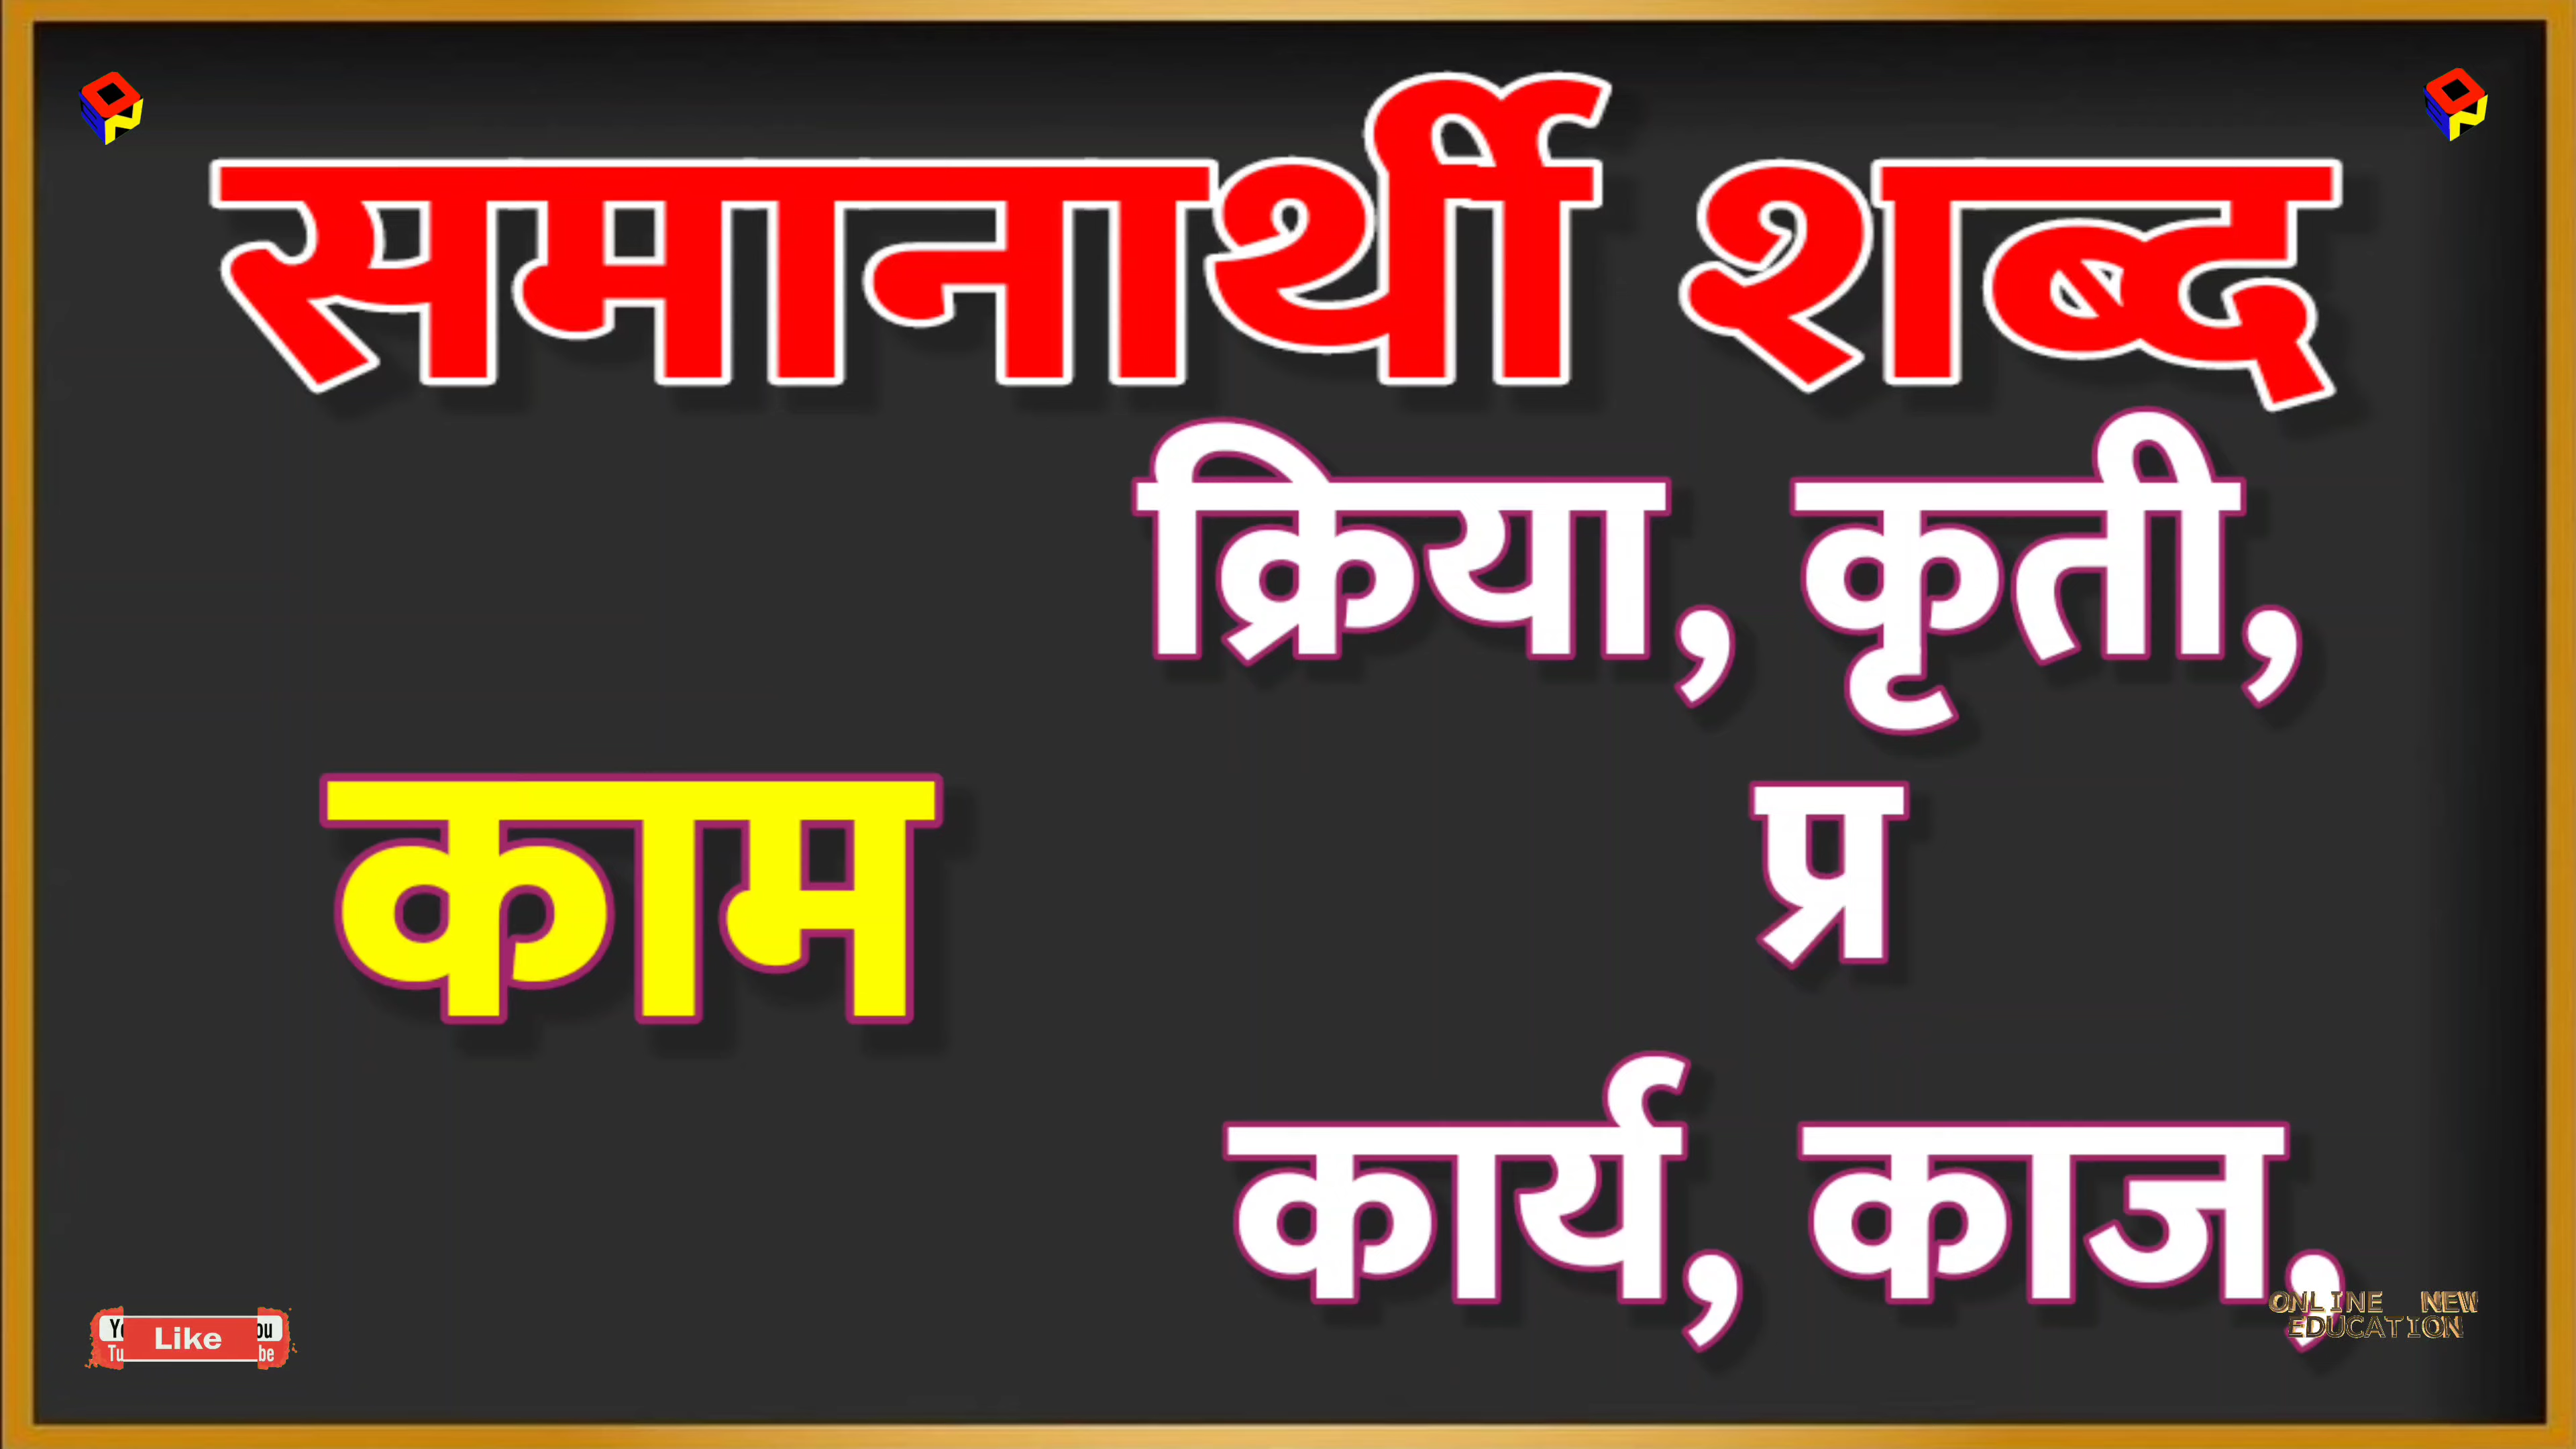 समानार्थी शब्द
क्रिया, कृती,
काम
प्र
कार्य, काज,
Like
ONLINE NEW
EDUCATION